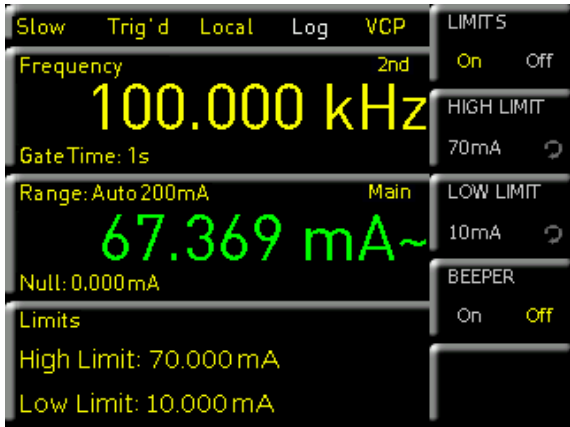 Slow Trig'd Local Log VCP
Frequency 2nd
100.000 kHz
Gate Time: 1s
Range: Auto 200mA Main
67.369 mA~
Null: 0.000mA
Limits
High Limit: 70.000 mA
Low Limit: 10.000 mA
LIMITS
On Off
HIGH LIMIT
70mA
LOW LIMIT
10mA
BEEPER
On Off